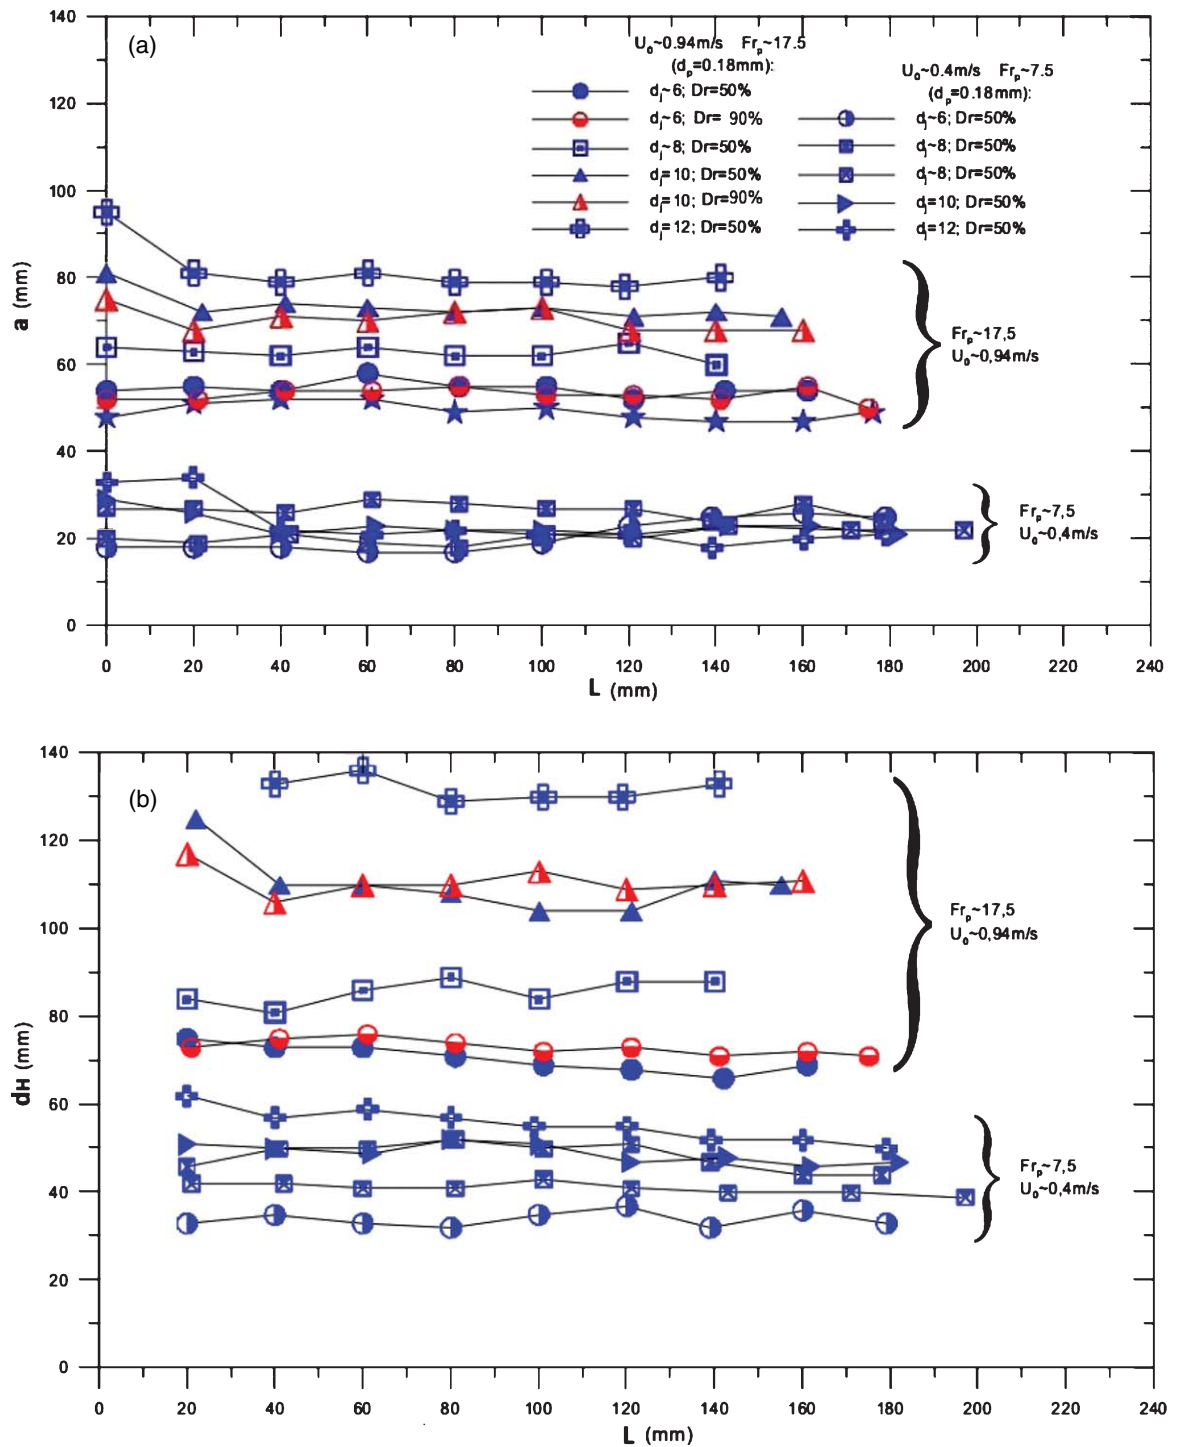 (a)
U₀~0.94m/s Frₚ~17.5
(dₚ=0.18mm):
dⱼ~6; Dr=50%
dⱼ~6; Dr= 90%
dⱼ~8; Dr=50%
dⱼ=10; Dr=50%
dⱼ=10; Dr=90%
dⱼ=12; Dr=50%
U₀~0.4m/s Frₚ~7.5
(dₚ=0.18mm):
dⱼ~6; Dr=50%
dⱼ~8; Dr=50%
dⱼ~8; Dr=50%
dⱼ=10; Dr=50%
dⱼ=12; Dr=50%
140
120
100
80
60
40
20
0
a (mm)
Frₚ~17,5
U₀~0,94m/s
Frₚ~7,5
U₀~0,4m/s
0 20 40 60 80 100 120 140 160 180 200 220 240
L (mm)
(b)
140
120
100
80
60
40
20
0
dH (mm)
Frₚ~17,5
U₀~0,94m/s
Frₚ~7,5
U₀~0,4m/s
0 20 40 60 80 100 120 140 160 180 200 220 240
L (mm)